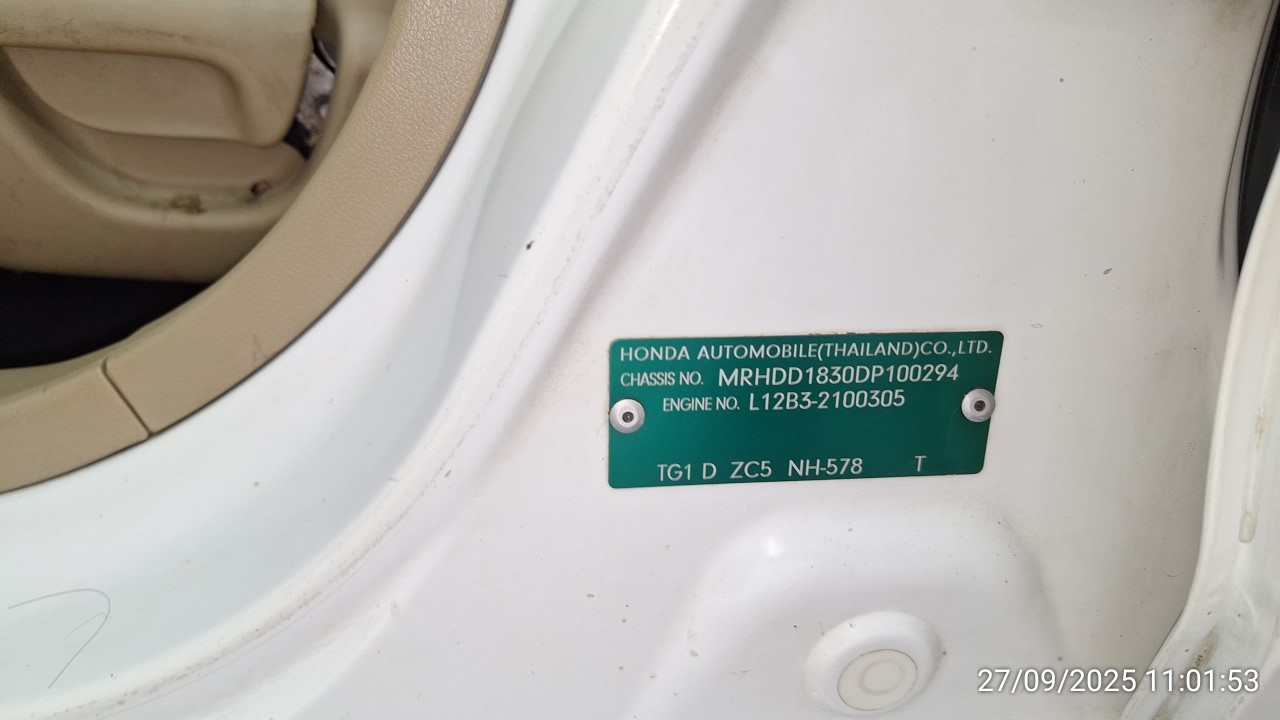 HONDA AUTOMOBILE(THAILAND)CO.,LTD.
CHASSIS NO. MRHDD1830DP100294
ENGINE NO. L12B3-2100305
TG1 D ZC5 NH-578 T
27/09/2025 11:01:53